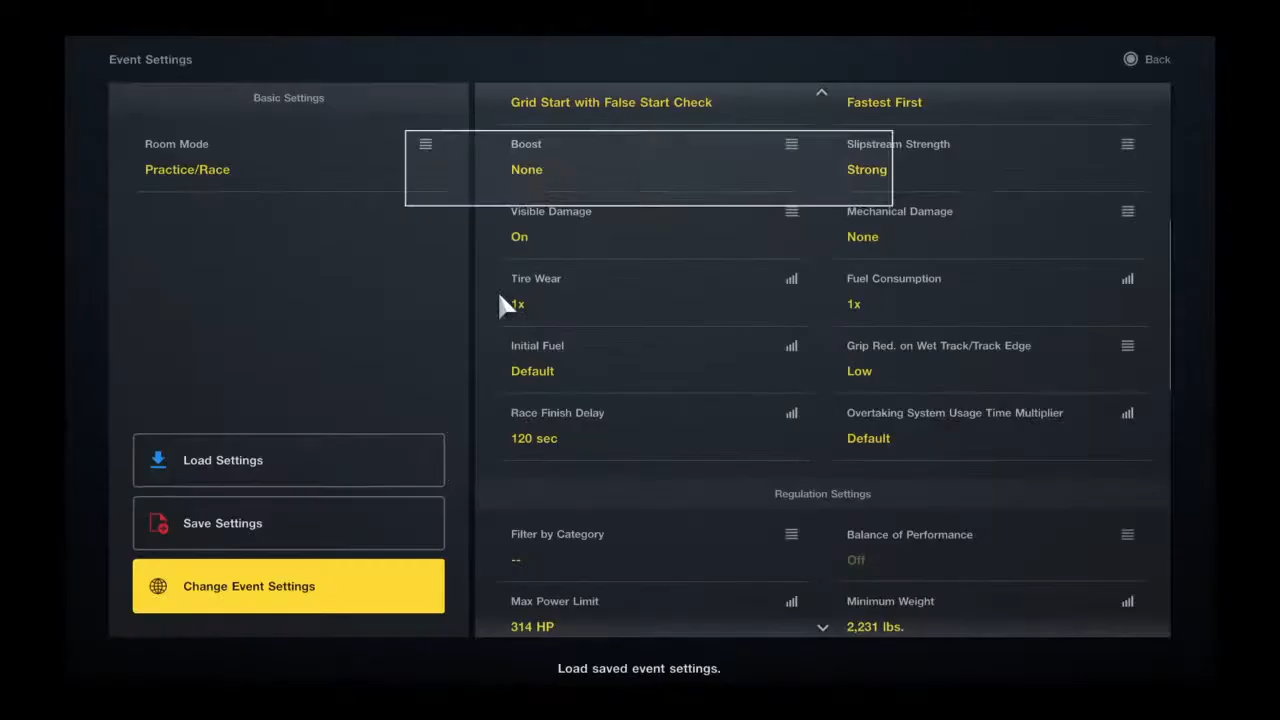 Event Settings
Back
Basic Settings
Room Mode
Practice/Race
Load Settings
Save Settings
Change Event Settings
Grid Start with False Start Check
Fastest First
Boost
None
Slipstream Strength
Strong
Visible Damage
On
Mechanical Damage
None
Tire Wear
1x
Fuel Consumption
1x
Initial Fuel
Default
Grip Red. on Wet Track/Track Edge
Low
Race Finish Delay
120 sec
Overtaking System Usage Time Multiplier
Default
Regulation Settings
Filter by Category
--
Balance of Performance
Off
Max Power Limit
314 HP
Minimum Weight
2,231 lbs.
Load saved event settings.